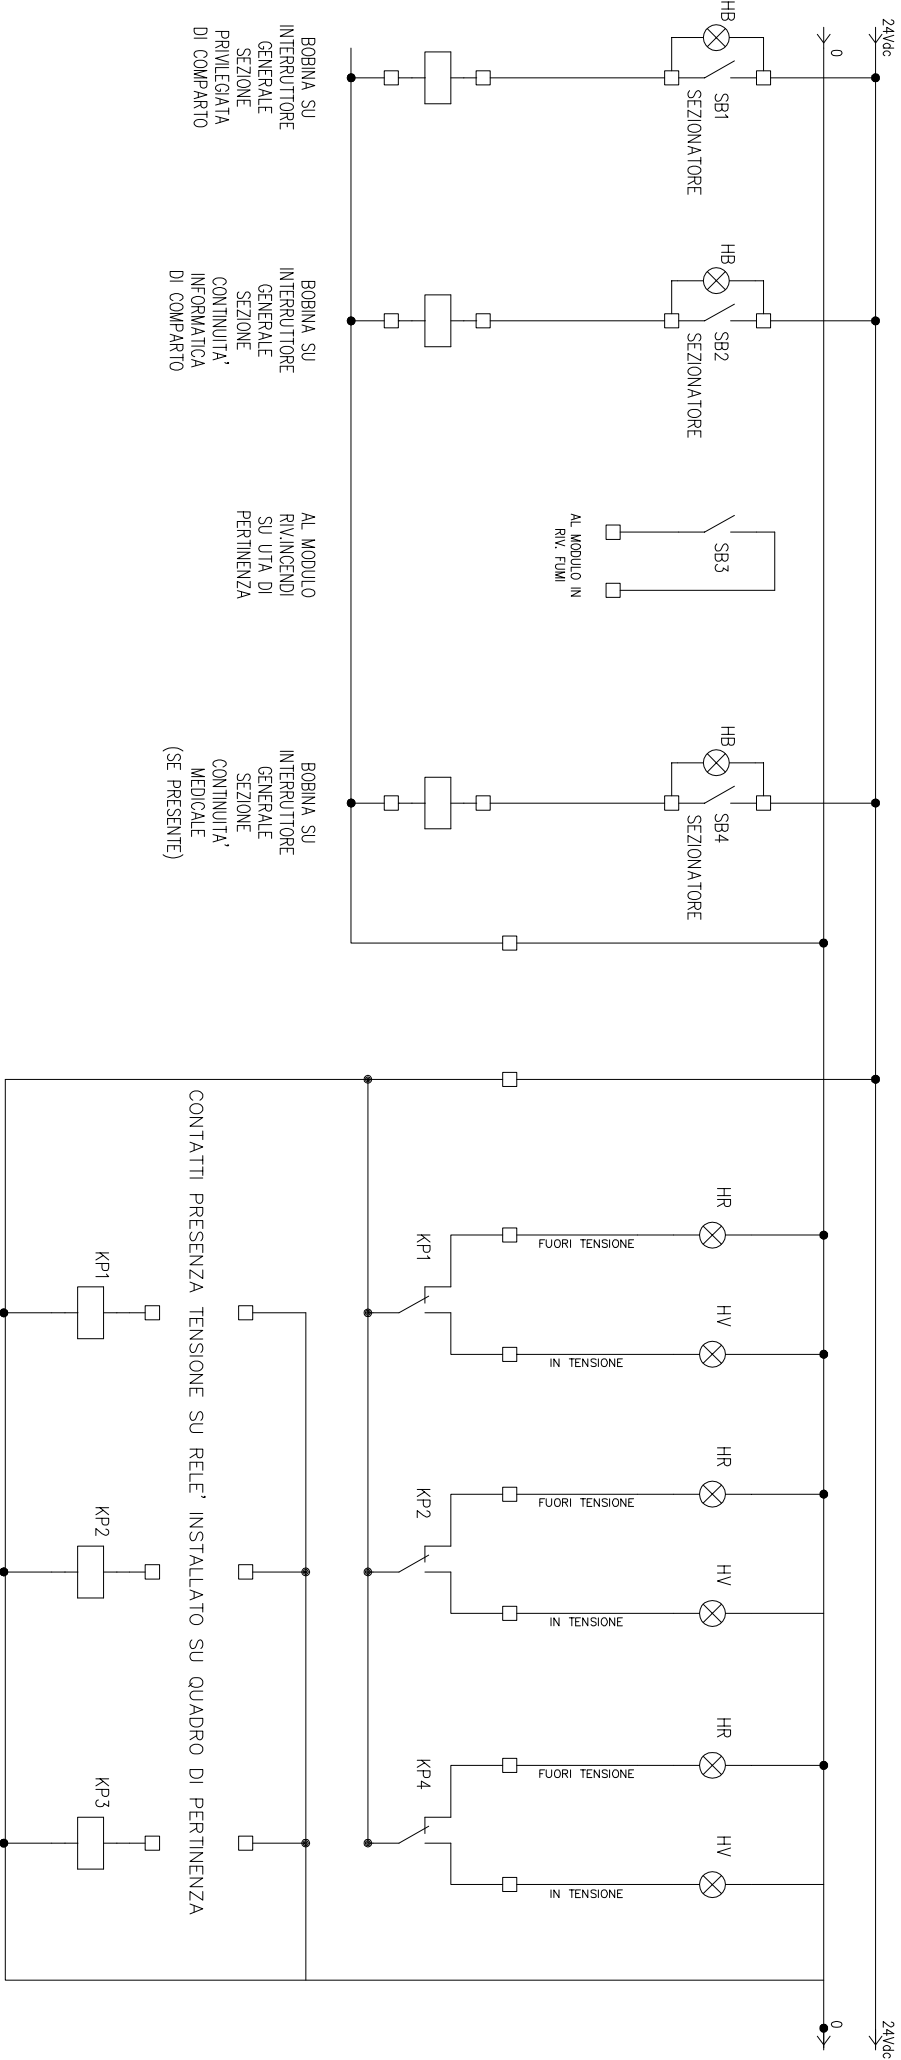 24Vdc
0
HB
SB1
SEZIONATORE
BOBINA SU
INTERRUTTORE
GENERALE
SEZIONE
PRIVILEGIATA
DI COMPARTO
HB
SB2
SEZIONATORE
BOBINA SU
INTERRUTTORE
GENERALE
SEZIONE
CONTINUITA'
INFORMATICA
DI COMPARTO
SB3
AL MODULO IN
RIV. FUMI
AL MODULO
RIV.INCENDI
SU UTA DI
PERTINENZA
HB
SB4
SEZIONATORE
BOBINA SU
INTERRUTTORE
GENERALE
SEZIONE
CONTINUITA'
MEDICALE
(SE PRESENTE)
HR
FUORI TENSIONE
KP1
HV
IN TENSIONE
HR
FUORI TENSIONE
KP2
HV
IN TENSIONE
HR
FUORI TENSIONE
KP4
HV
IN TENSIONE
CONTATTI PRESENZA TENSIONE SU RELE' INSTALLATO SU QUADRO DI PERTINENZA
KP1
KP2
KP3
24Vdc
0